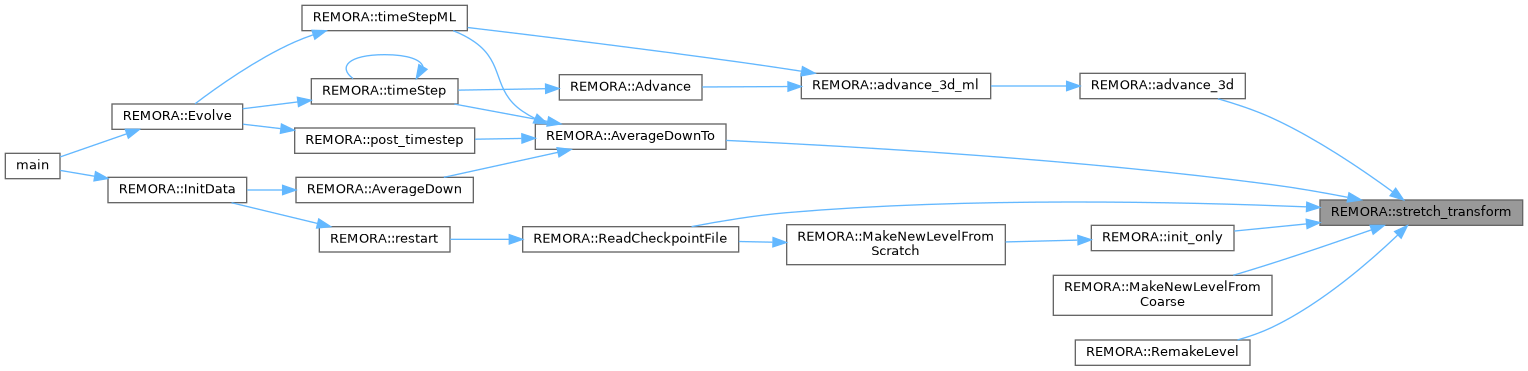 REMORA::timeStepML
REMORA::timeStep
REMORA::Advance
REMORA::advance_3d_ml
REMORA::advance_3d
REMORA::Evolve
REMORA::post_timestep
REMORA::AverageDownTo
main
REMORA::InitData
REMORA::AverageDown
REMORA::stretch_transform
REMORA::restart
REMORA::ReadCheckpointFile
REMORA::MakeNewLevelFrom
Scratch
REMORA::init_only
REMORA::MakeNewLevelFrom
Coarse
REMORA::RemakeLevel